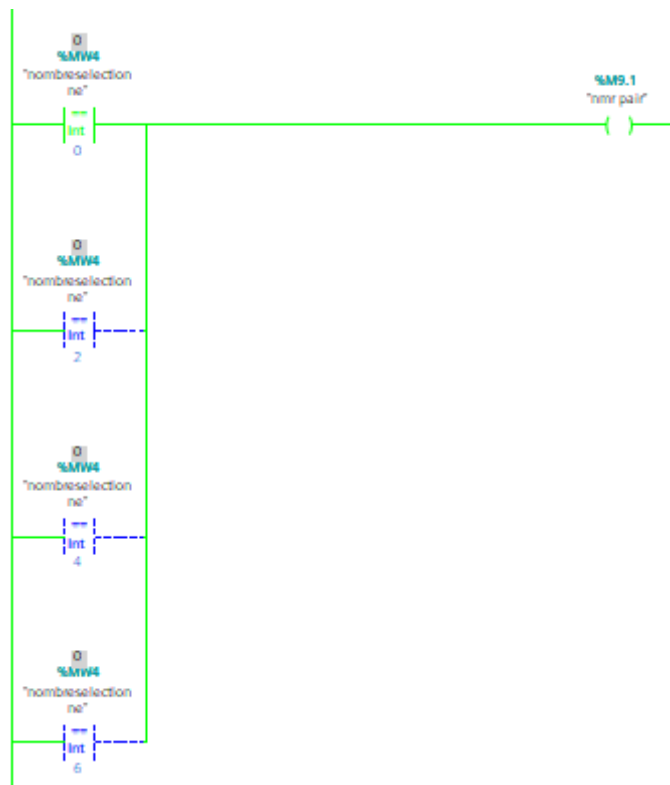 0
%MW4
"nombreselection
ne"
==
Int
0
%M9.1
"nmr pair"
0
%MW4
"nombreselection
ne"
==
Int
2
0
%MW4
"nombreselection
ne"
==
Int
4
0
%MW4
"nombreselection
ne"
==
Int
6